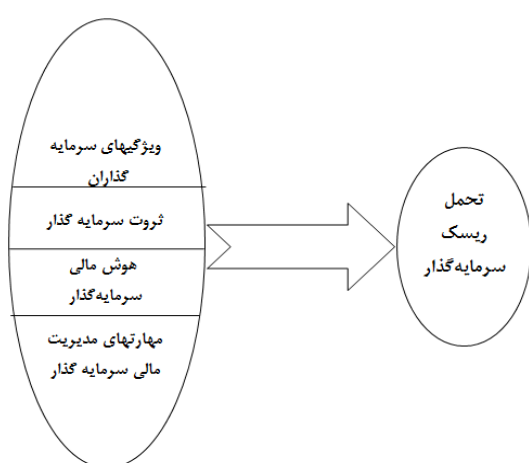 ویژگیهای سرمایه
گذاران
ثروت سرمایه گذار
هوش مالی
سرمایه‌گذار
مهارتهای مدیریت
مالی سرمایه گذار
تحمل
ریسک
سرمایه‌گذار